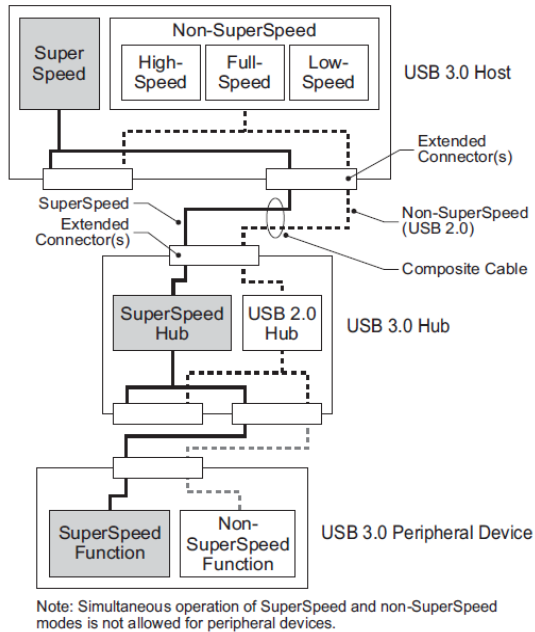 Non-SuperSpeed
Super
Speed
High-
Speed
Full-
Speed
Low-
Speed
USB 3.0 Host
Extended
Connector(s)
SuperSpeed
Extended
Connector(s)
Non-SuperSpeed
(USB 2.0)
Composite Cable
SuperSpeed
Hub
USB 2.0
Hub
USB 3.0 Hub
SuperSpeed
Function
Non-
SuperSpeed
Function
USB 3.0 Peripheral Device
Note: Simultaneous operation of SuperSpeed and non-SuperSpeed
modes is not allowed for peripheral devices.